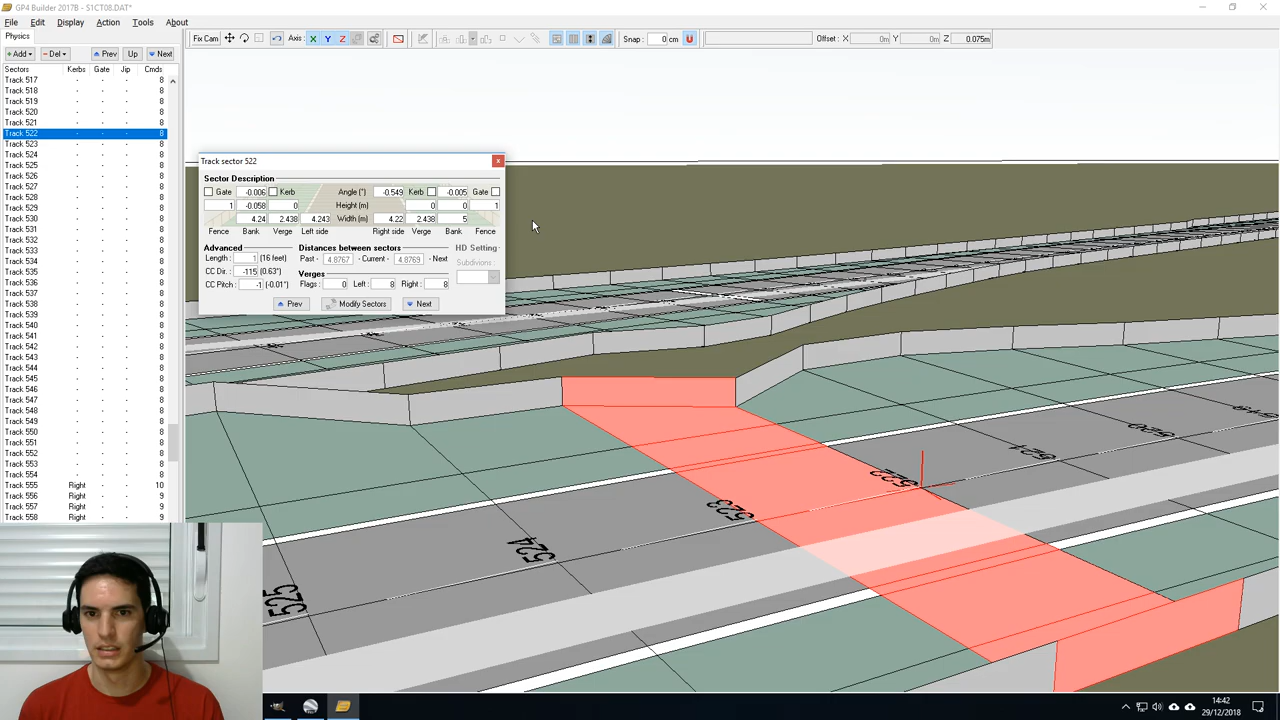 GP4 Builder 2017B - S1CT08.DAT*
File Edit Display Action Tools About
Physics
Fix Cam Axis : X Y Z Snap : 0 cm Offset : X 0m Y 0m Z 0.075m
Add Del Prev Up Next
Sectors Kerbs Gate Jip Cmds
Track 517 · · · 8
Track 518 · · · 8
Track 519 · · · 8
Track 520 · · · 8
Track 521 · · · 8
Track 522 · · · 8
Track 523 · · · 8
Track 524 · · · 8
Track 525 · · · 8
Track 526 · · · 8
Track 527 · · · 8
Track 528 · · · 8
Track 529 · · · 8
Track 530 · · · 8
Track 531 · · · 8
Track 532 · · · 8
Track 533 · · · 8
Track 534 · · · 8
Track 535 · · · 8
Track 536 · · · 8
Track 537 · · · 8
Track 538 · · · 8
Track 539 · · · 8
Track 540 · · · 8
Track 541 · · · 8
Track 542 · · · 8
Track 543 · · · 8
Track 544 · · · 8
Track 545 · · · 8
Track 546 · · · 8
Track 547 · · · 8
Track 548 · · · 8
Track 549 · · · 8
Track 550 · · · 8
Track 551 · · · 8
Track 552 · · · 8
Track 553 · · · 8
Track 554 · · · 8
Track 555 Right · · 10
Track 556 Right · · 9
Track 557 Right · · 9
Track 558 Right · · 9
Track sector 522
Sector Description
Gate -0.006 Kerb Angle (°) -0.549 Kerb -0.005 Gate
1 -0.058 0 Height (m) 0 0 1
4.24 2.438 4.243 Width (m) 4.22 2.438 5
Fence Bank Verge Left side Right side Verge Bank Fence
Advanced Distances between sectors HD Setting
Length : 1 (16 feet) Past - 4.8767 - Current - 4.8769 - Next Subdivions :
CC Dir. : -115 (0.63°) Verges
CC Pitch : -1 (-0.01°) Flags : 0 Left : 8 Right : 8
Prev Modify Sectors Next
522
523
524
525
14:42
29/12/2018